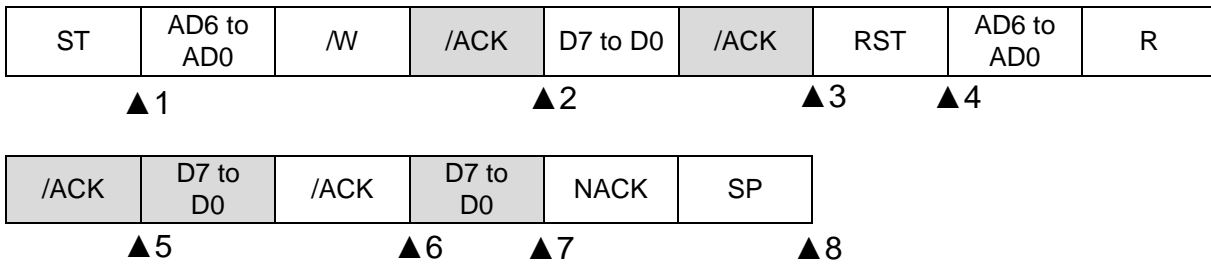 ST AD6 to AD0 /W /ACK D7 to D0 /ACK RST AD6 to AD0 R
▲1 ▲2 ▲3 ▲4
/ACK D7 to D0 /ACK D7 to D0 NACK SP
▲5 ▲6 ▲7 ▲8